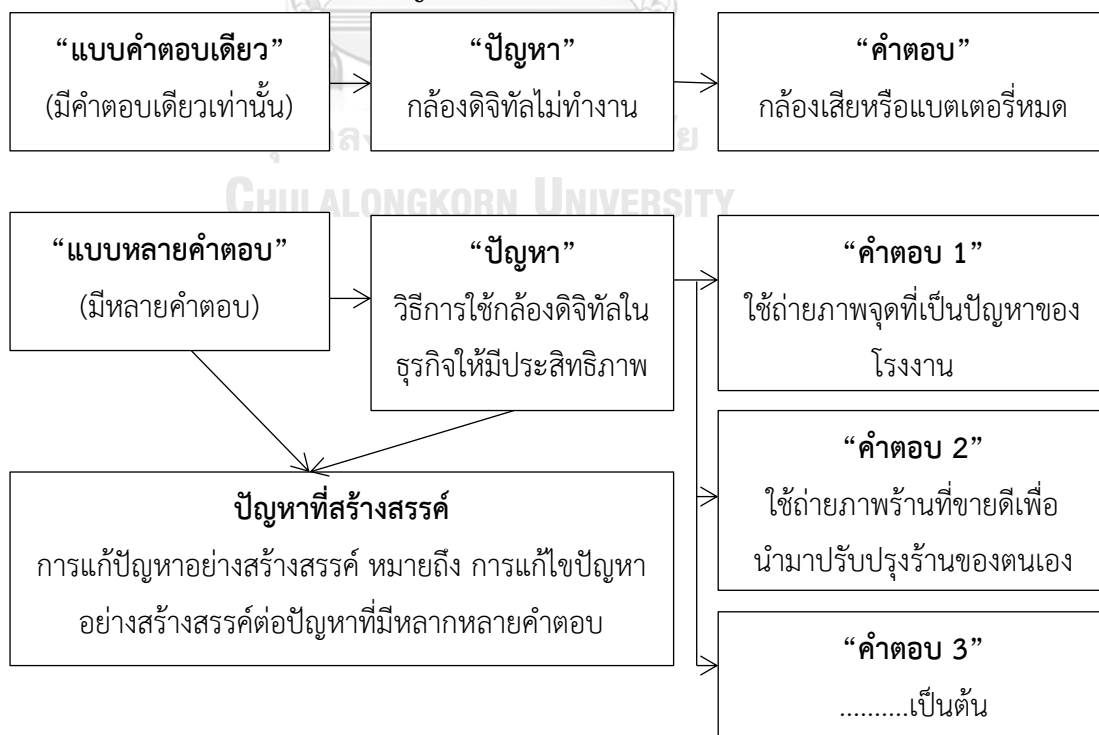 “แบบคำตอบเดียว”
(มีคำตอบเดียวเท่านั้น)
“ปัญหา”
กล้องดิจิทัลไม่ทำงาน
“คำตอบ”
กล้องเสียหรือแบตเตอรี่หมด
CHULALONGKORN UNIVERSITY
“แบบหลายคำตอบ”
(มีหลายคำตอบ)
“ปัญหา”
วิธีการใช้กล้องดิจิทัลใน
ธุรกิจให้มีประสิทธิภาพ
“คำตอบ 1”
ใช้ถ่ายภาพจุดที่เป็นปัญหาของ
โรงงาน
“คำตอบ 2”
ใช้ถ่ายภาพร้านที่ขายดีเพื่อ
นำมาปรับปรุงร้านของตนเอง
ปัญหาที่สร้างสรรค์
การแก้ปัญหาอย่างสร้างสรรค์ หมายถึง การแก้ไขปัญหา
อย่างสร้างสรรค์ต่อปัญหาที่มีหลากหลายคำตอบ
“คำตอบ 3”
..........เป็นต้น